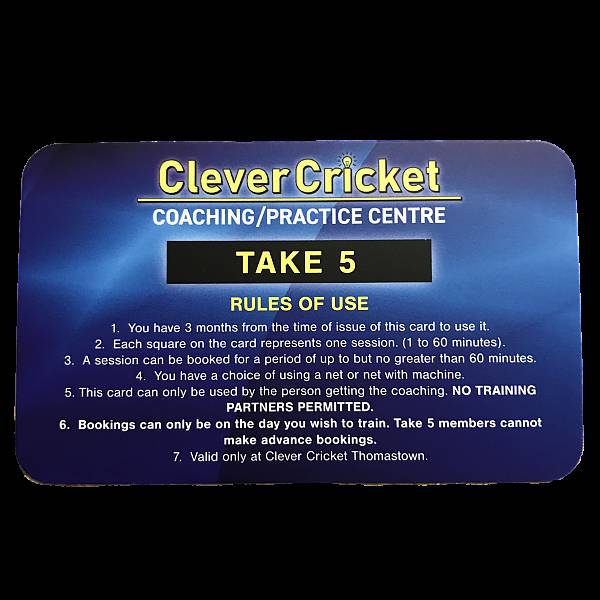 Clever Cricket
COACHING/PRACTICE CENTRE
TAKE 5
RULES OF USE
1. You have 3 months from the time of issue of this card to use it.
2. Each square on the card represents one session. (1 to 60 minutes).
3. A session can be booked for a period of up to but no greater than 60 minutes.
4. You have a choice of using a net or net with machine.
5. This card can only be used by the person getting the coaching. NO TRAINING
PARTNERS PERMITTED.
6. Bookings can only be on the day you wish to train. Take 5 members cannot
make advance bookings.
7. Valid only at Clever Cricket Thomastown.